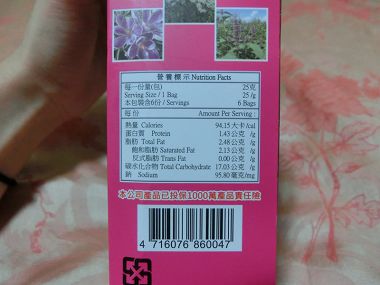 營養標示 Nutrition Facts
每一份量(包) 25克
Serving Size / 1 Bag 25 /g
本包裝含6份 / Servings 6 Bags
每份 Amount Per Serving :
熱量 Calories 94.15 大卡/cal
蛋白質 Protein 1.43 公克 /g
脂肪 Total Fat 2.48 公克 /g
飽和脂肪 Saturated Fat 2.13 公克 /g
反式脂肪 Trans Fat 0.00 公克 /g
碳水化合物 Total Carbohydrate 17.03 公克 /g
鈉 Sodium 95.80 毫克/mg
本公司產品已投保1000萬產品責任險
4 716076 860047